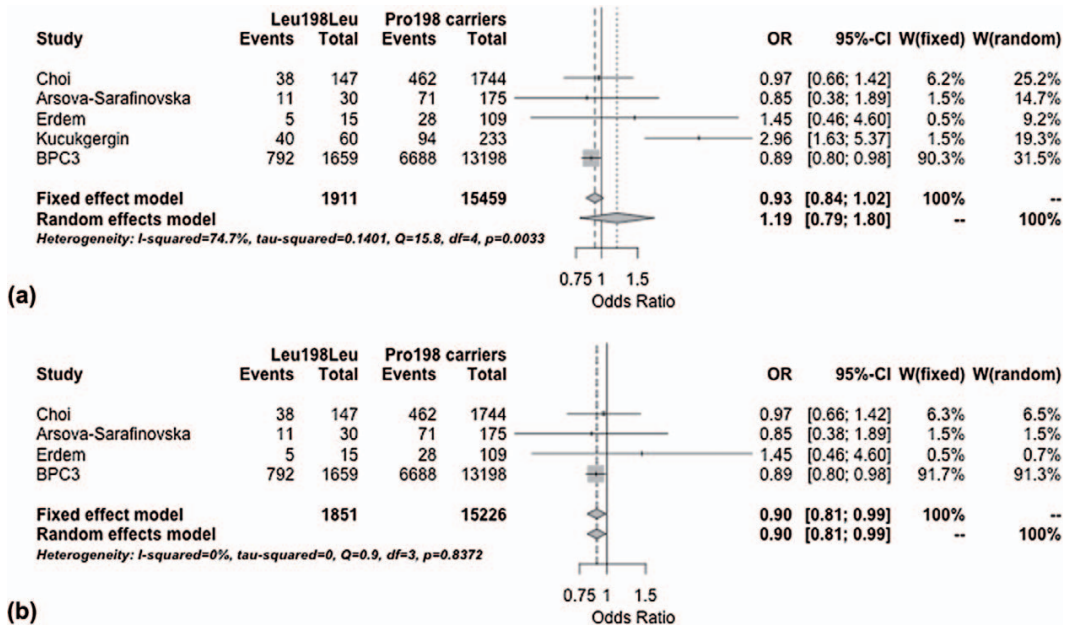 Leu198Leu Pro198 carriers
Study Events Total Events Total OR 95%-CI W(fixed) W(random)
Choi 38 147 462 1744 0.97 [0.66; 1.42] 6.2% 25.2%
Arsova-Sarafinovska 11 30 71 175 0.85 [0.38; 1.89] 1.5% 14.7%
Erdem 5 15 28 109 1.45 [0.46; 4.60] 0.5% 9.2%
Kucukgergin 40 60 94 233 2.96 [1.63; 5.37] 1.5% 19.3%
BPC3 792 1659 6688 13198 0.89 [0.80; 0.98] 90.3% 31.5%
Fixed effect model 1911 15459 0.93 [0.84; 1.02] 100% --
Random effects model 1.19 [0.79; 1.80] -- 100%
Heterogeneity: I-squared=74.7%, tau-squared=0.1401, Q=15.8, df=4, p=0.0033
0.75 1 1.5
(a)
Odds Ratio
Leu198Leu Pro198 carriers
Study Events Total Events Total OR 95%-CI W(fixed) W(random)
Choi 38 147 462 1744 0.97 [0.66; 1.42] 6.3% 6.5%
Arsova-Sarafinovska 11 30 71 175 0.85 [0.38; 1.89] 1.5% 1.5%
Erdem 5 15 28 109 1.45 [0.46; 4.60] 0.5% 0.7%
BPC3 792 1659 6688 13198 0.89 [0.80; 0.98] 91.7% 91.3%
Fixed effect model 1851 15226 0.90 [0.81; 0.99] 100% --
Random effects model 0.90 [0.81; 0.99] -- 100%
Heterogeneity: I-squared=0%, tau-squared=0, Q=0.9, df=3, p=0.8372
0.75 1 1.5
(b)
Odds Ratio